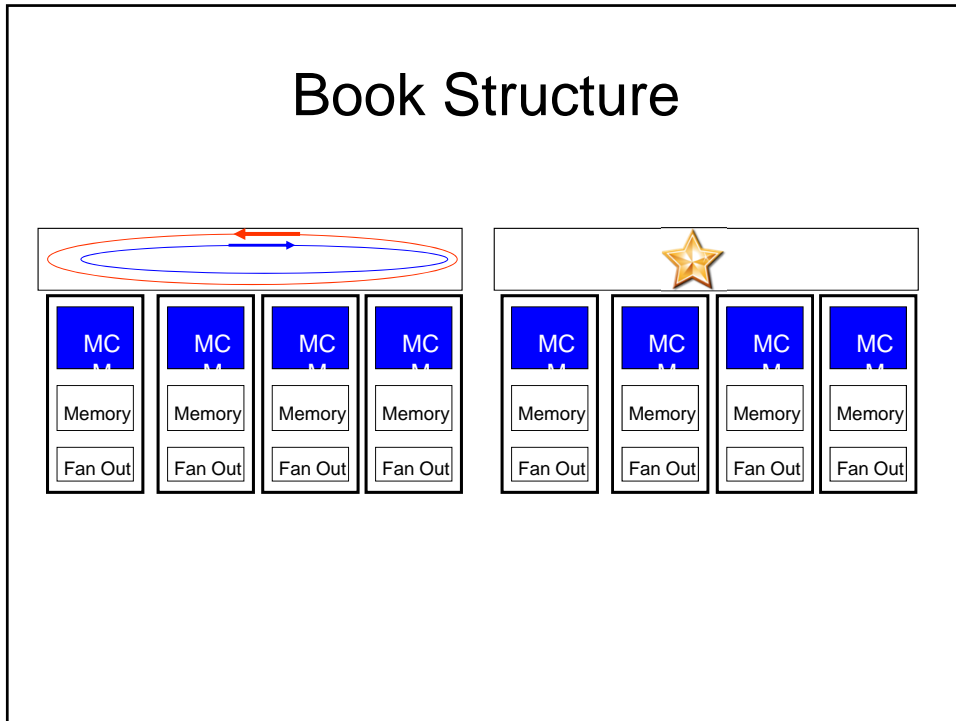 Book Structure
MC MC MC MC MC MC MC MC
M M M M M M M M
Memory Memory Memory Memory Memory Memory Memory Memory
Fan Out Fan Out Fan Out Fan Out Fan Out Fan Out Fan Out Fan Out